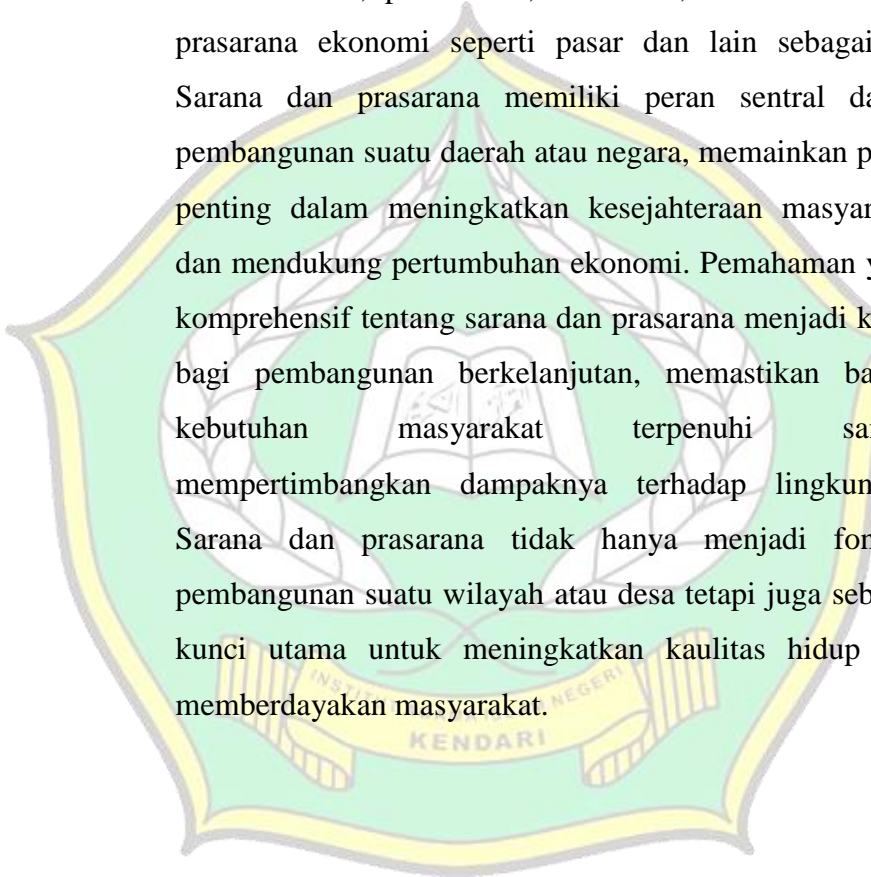 prasarana ekonomi seperti pasar dan lain sebagai
Sarana dan prasarana memiliki peran sentral da
pembangunan suatu daerah atau negara, memainkan p
penting dalam meningkatkan kesejahteraan masyar
dan mendukung pertumbuhan ekonomi. Pemahaman y
komprehensif tentang sarana dan prasarana menjadi k
bagi pembangunan berkelanjutan, memastikan ba
kebutuhan masyarakat terpenuhi sa
mempertimbangkan dampaknya terhadap lingkun
Sarana dan prasarana tidak hanya menjadi fon
pembangunan suatu wilayah atau desa tetapi juga seb
kunci utama untuk meningkatkan kaulitas hidup
memberdayakan masyarakat.
NEGERI
KENDARI